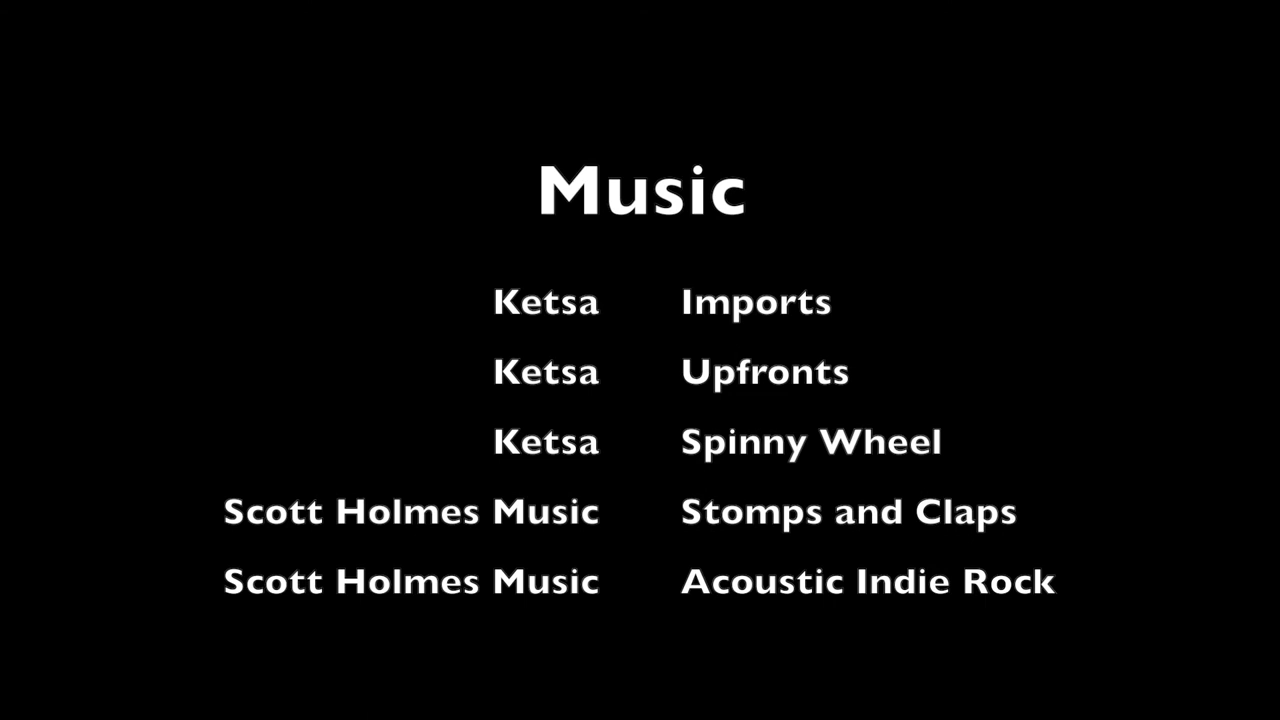 Music
Ketsa Imports
Ketsa Upfronts
Ketsa Spinny Wheel
Scott Holmes Music Stomps and Claps
Scott Holmes Music Acoustic Indie Rock